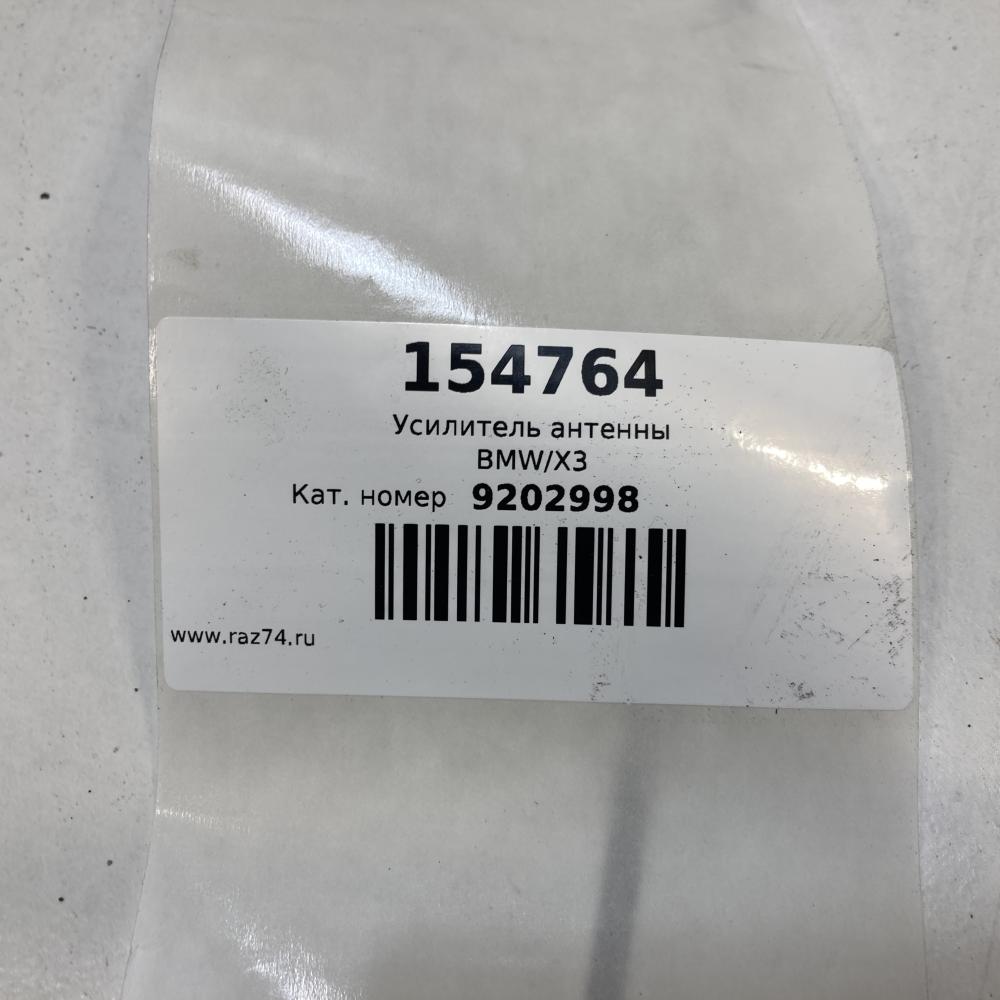 154764
Усилитель антенны
BMW/X3
Кат. номер 9202998
www.raz74.ru